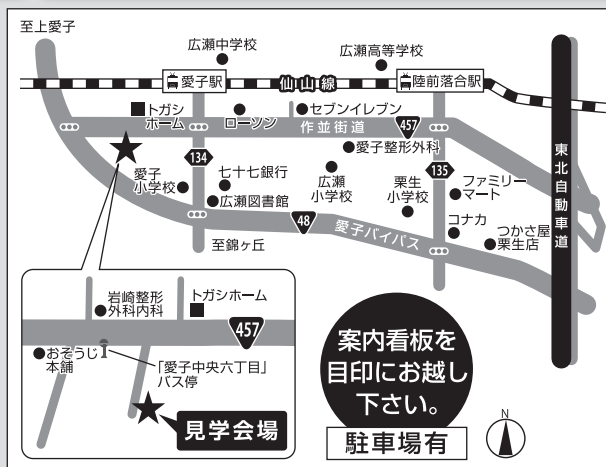 至上愛子
広瀬中学校
広瀬高等学校
愛子駅
仙山線
陸前落合駅
トガシ
ホーム
ローソン
セブンイレブン
作並街道
457
愛子整形外科
134
135
愛子
小学校
七十七銀行
広瀬図書館
広瀬
小学校
栗生
小学校
ファミリー
マート
コナカ
つかさ屋
栗生店
48
愛子バイパス
至錦ヶ丘
東北自動車道
岩崎整形
外科内科
トガシホーム
457
おそうじ
本舗
「愛子中央六丁目」
バス停
見学会場
案内看板を
目印にお越し
下さい。
駐車場有
N